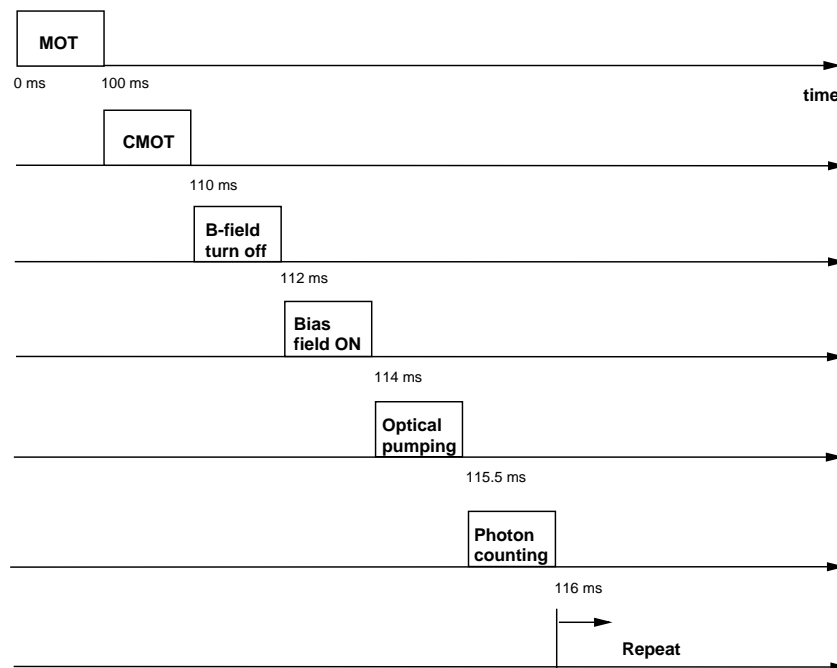 MOT
0 ms
100 ms
time
CMOT
110 ms
B-field
turn off
112 ms
Bias
field ON
114 ms
Optical
pumping
115.5 ms
Photon
counting
116 ms
Repeat